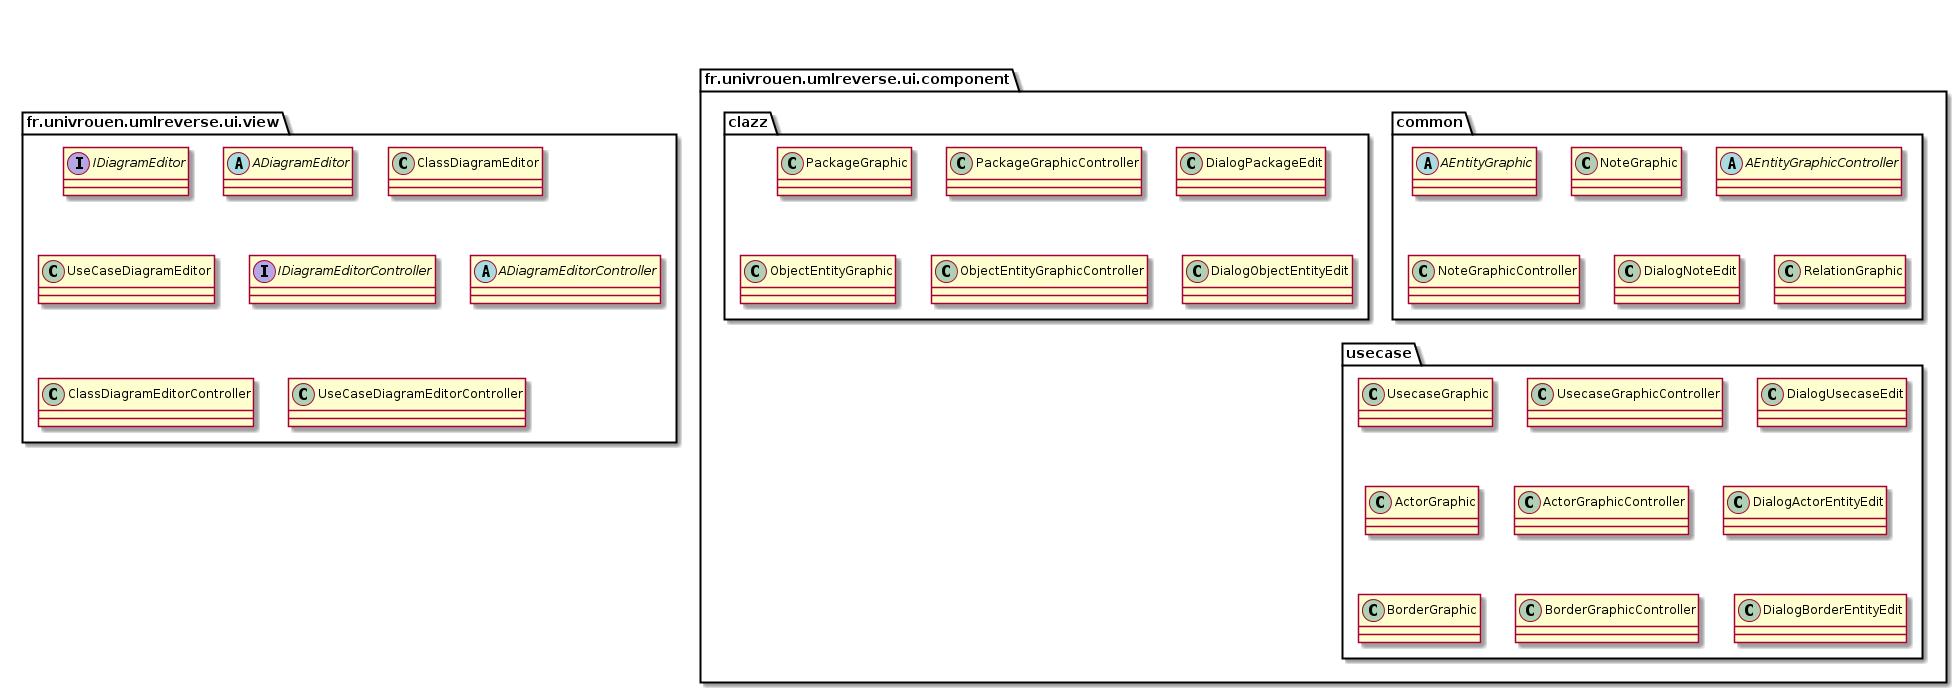 fr.univrouen.umlreverse.ui.view
I IDiagramEditor
A ADiagramEditor
C ClassDiagramEditor
C UseCaseDiagramEditor
I IDiagramEditorController
A ADiagramEditorController
C ClassDiagramEditorController
C UseCaseDiagramEditorController
fr.univrouen.umlreverse.ui.component
clazz
C PackageGraphic
C PackageGraphicController
C DialogPackageEdit
C ObjectEntityGraphic
C ObjectEntityGraphicController
C DialogObjectEntityEdit
common
A AEntityGraphic
C NoteGraphic
A AEntityGraphicController
C NoteGraphicController
C DialogNoteEdit
C RelationGraphic
usecase
C UsecaseGraphic
C UsecaseGraphicController
C DialogUsecaseEdit
C ActorGraphic
C ActorGraphicController
C DialogActorEntityEdit
C BorderGraphic
C BorderGraphicController
C DialogBorderEntityEdit